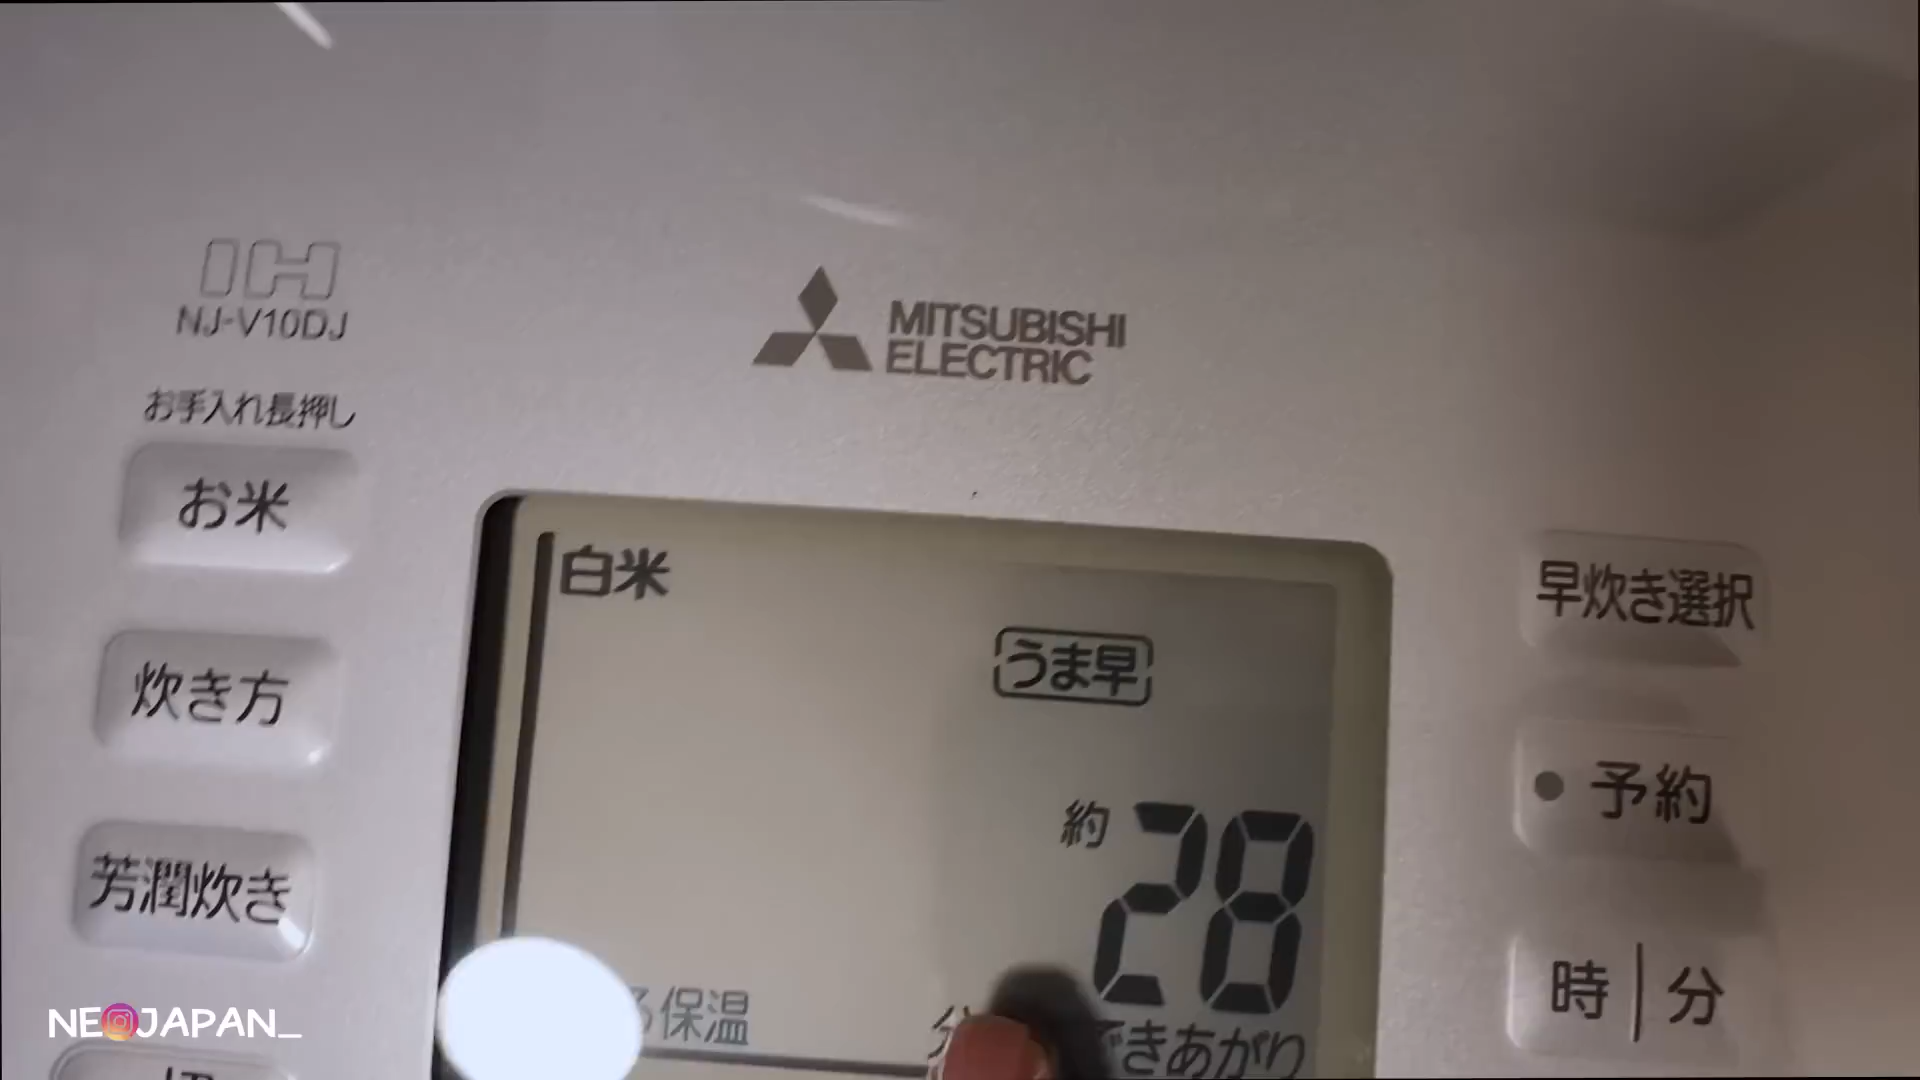 IH
NJ-V10DJ
MITSUBISHI
ELECTRIC
お手入れ長押し
お米
炊き方
芳潤炊き
白米
うま早
約 28
保温
分
できあがり
早炊き選択
予約
時 | 分
NEOJAPAN_